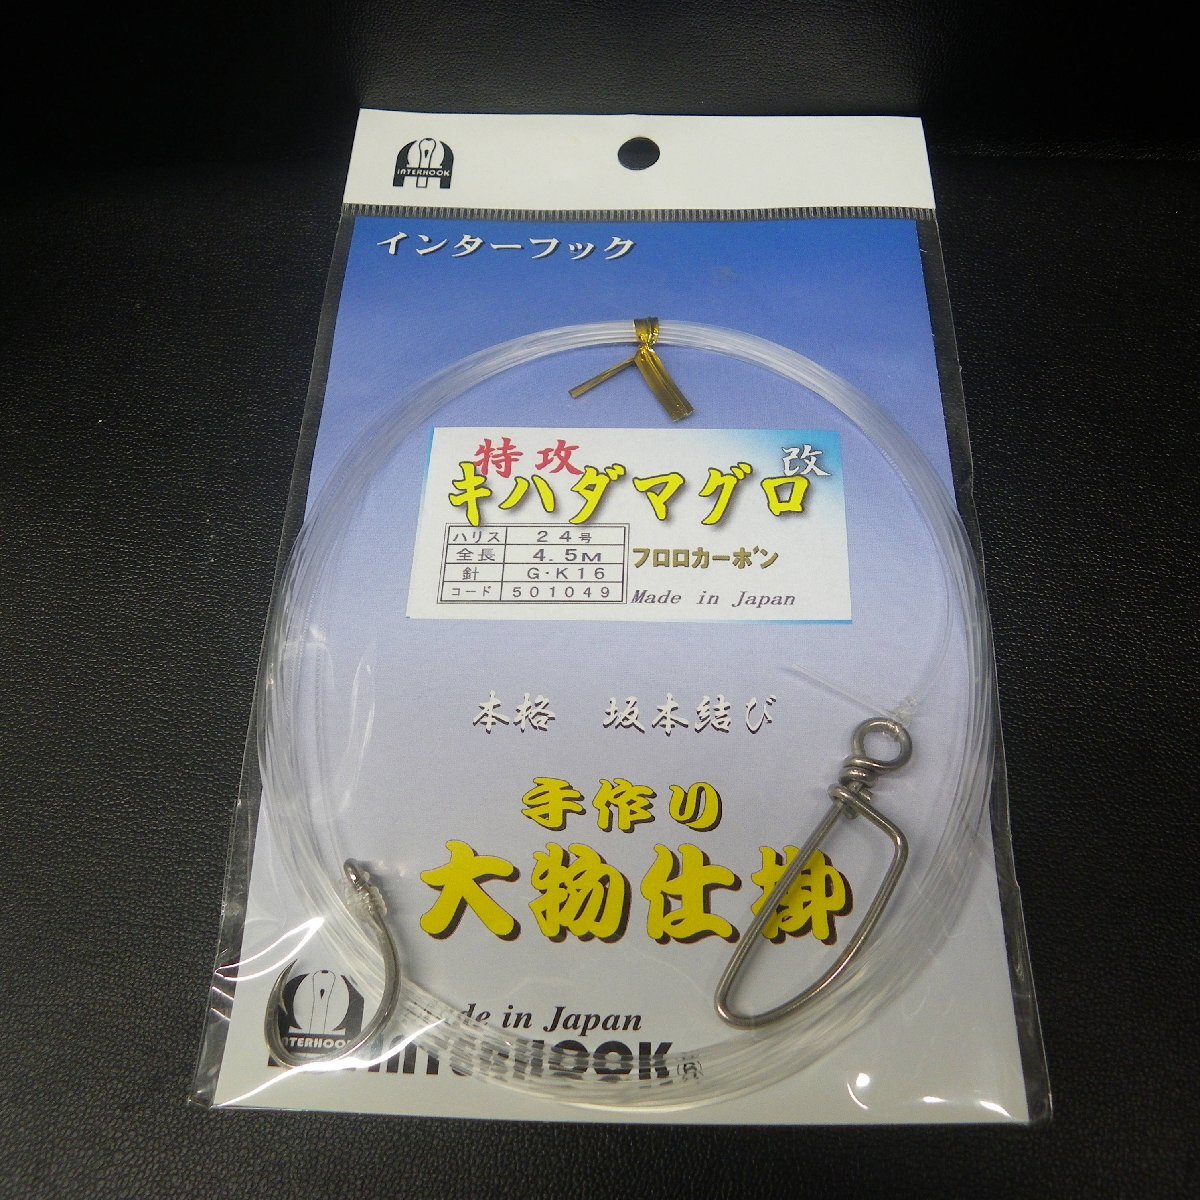 INTERHOOK
インターフック
特攻 改
キハダマグロ
ハリス 24号
全長 4.5M
針 G・K16
コード 501049
フロロカーボン
Made in Japan
本格 坂本結び
手作り
大物仕掛
Made in Japan
INTERHOOK
INTERHOOK®